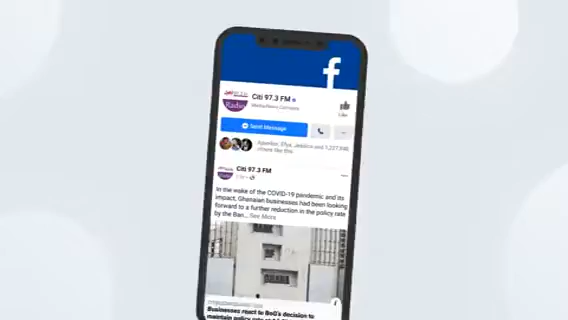 Citi 97.3 FM
Media/News Company
Like
Send Message
Radio
Citi 97.3 FM
In the wake of the COVID-19 pandemic and its
impact, Ghanaian businesses had been looking
forward to a further reduction in the policy rate
by the Ban... See More
Businesses react to BoG's decision to